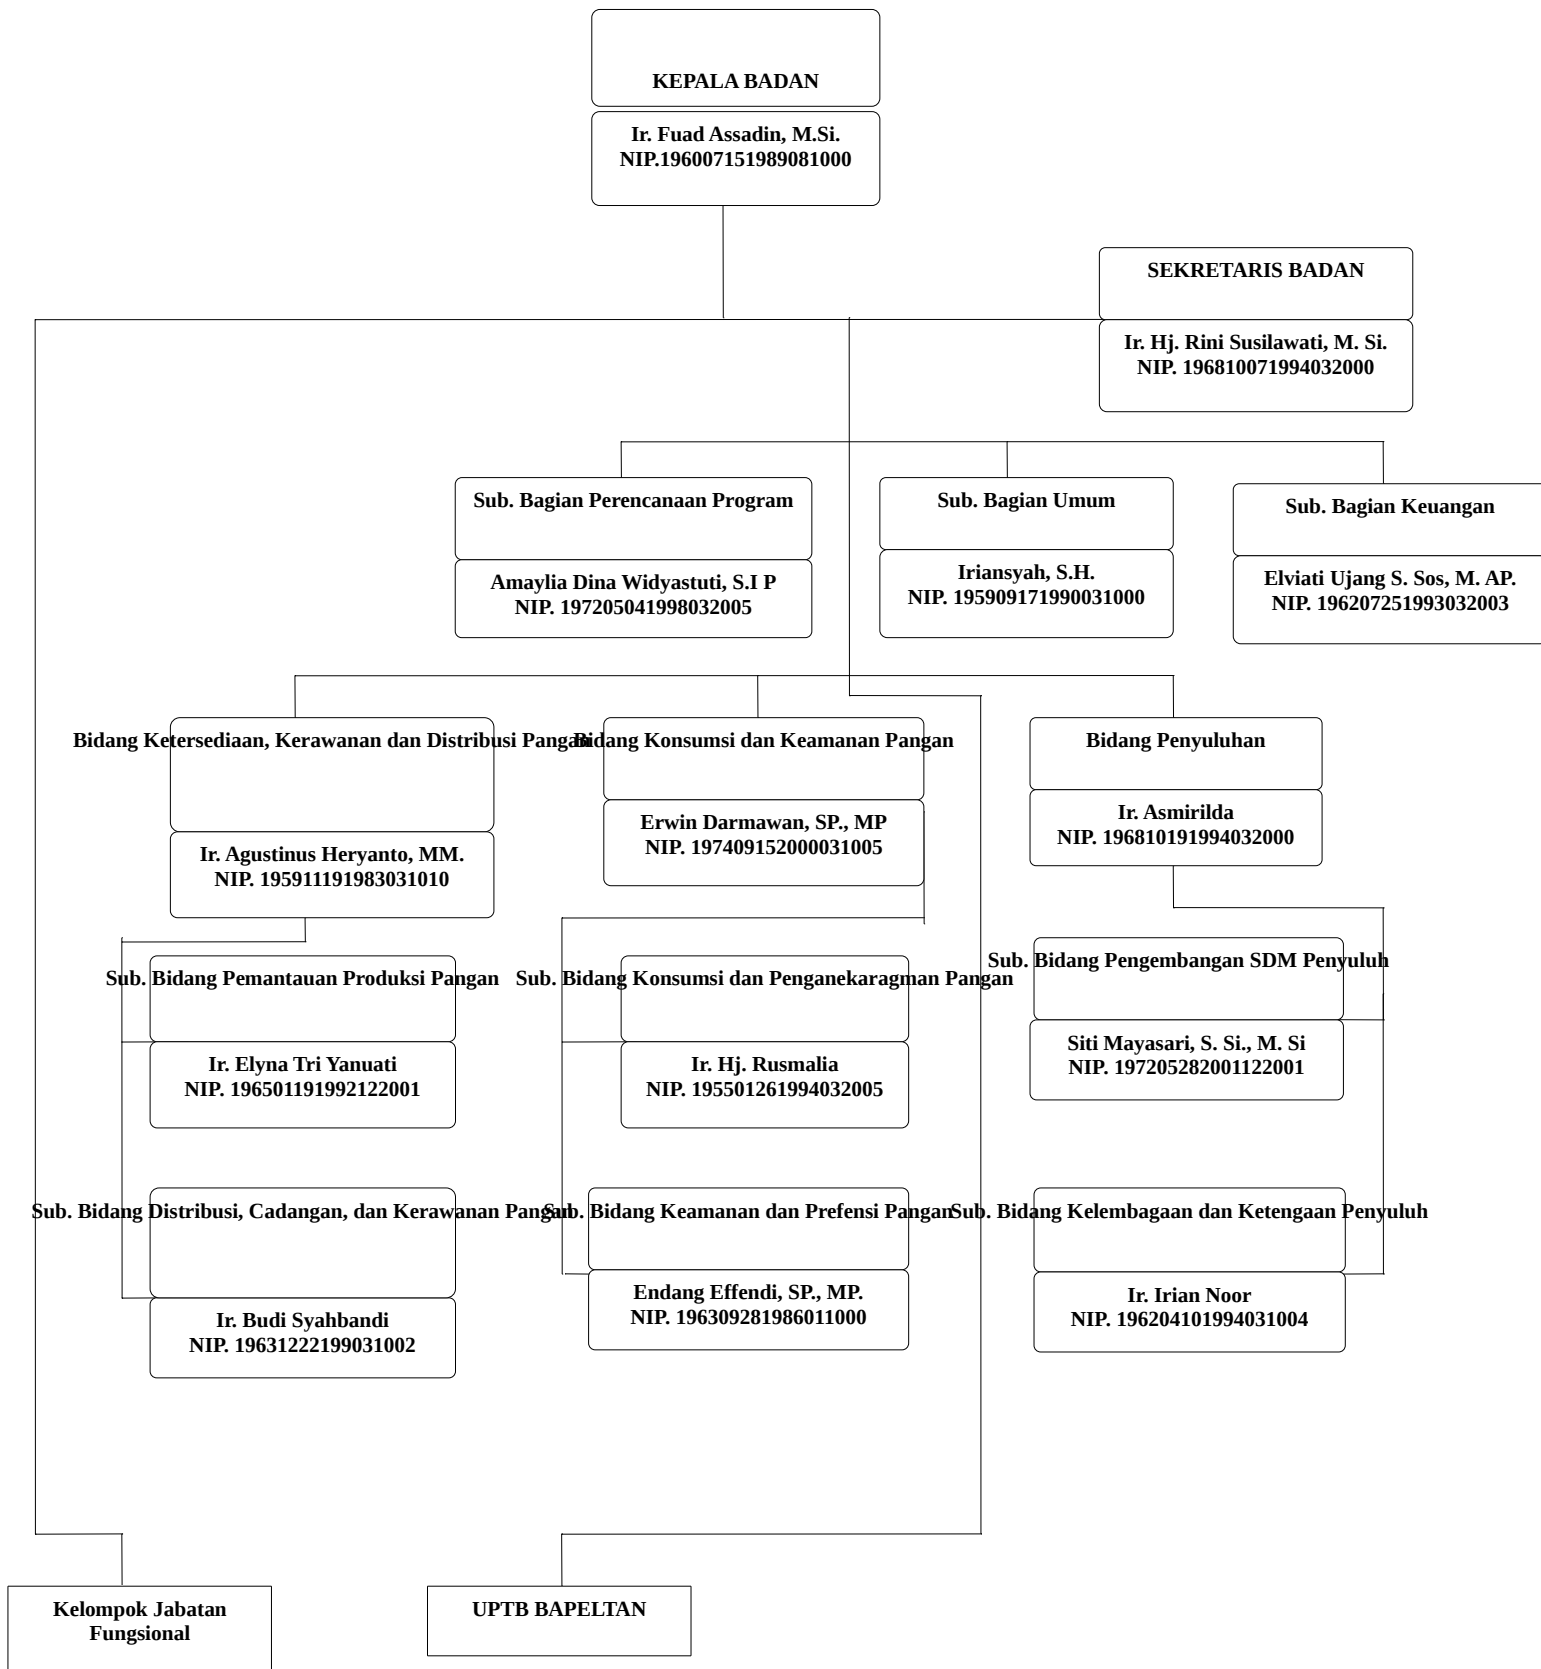 KEPALA BADAN
Ir. Fuad Assadin, M.Si.
NIP.196007151989081000
SEKRETARIS BADAN
Ir. Hj. Rini Susilawati, M. Si.
NIP. 196810071994032000
Sub. Bagian Perencanaan Program
Amaylia Dina Widyastuti, S.I P
NIP. 197205041998032005
Sub. Bagian Umum
Iriansyah, S.H.
NIP. 195909171990031000
Sub. Bagian Keuangan
Elviati Ujang S. Sos, M. AP.
NIP. 196207251993032003
Bidang Ketersediaan, Kerawanan dan Distribusi Pangan
Ir. Agustinus Heryanto, MM.
NIP. 195911191983031010
Bidang Konsumsi dan Keamanan Pangan
Erwin Darmawan, SP., MP
NIP. 197409152000031005
Bidang Penyuluhan
Ir. Asmirilda
NIP. 196810191994032000
Sub. Bidang Pemantauan Produksi Pangan
Ir. Elyna Tri Yanuati
NIP. 196501191992122001
Sub. Bidang Konsumsi dan Penganekaragman Pangan
Ir. Hj. Rusmalia
NIP. 195501261994032005
Sub. Bidang Pengembangan SDM Penyuluh
Siti Mayasari, S. Si., M. Si
NIP. 197205282001122001
Sub. Bidang Distribusi, Cadangan, dan Kerawanan Pangan
Ir. Budi Syahbandi
NIP. 19631222199031002
Sub. Bidang Keamanan dan Prefensi Pangan
Endang Effendi, SP., MP.
NIP. 196309281986011000
Sub. Bidang Kelembagaan dan Ketengaan Penyuluh
Ir. Irian Noor
NIP. 196204101994031004
Kelompok Jabatan
Fungsional
UPTB BAPELTAN